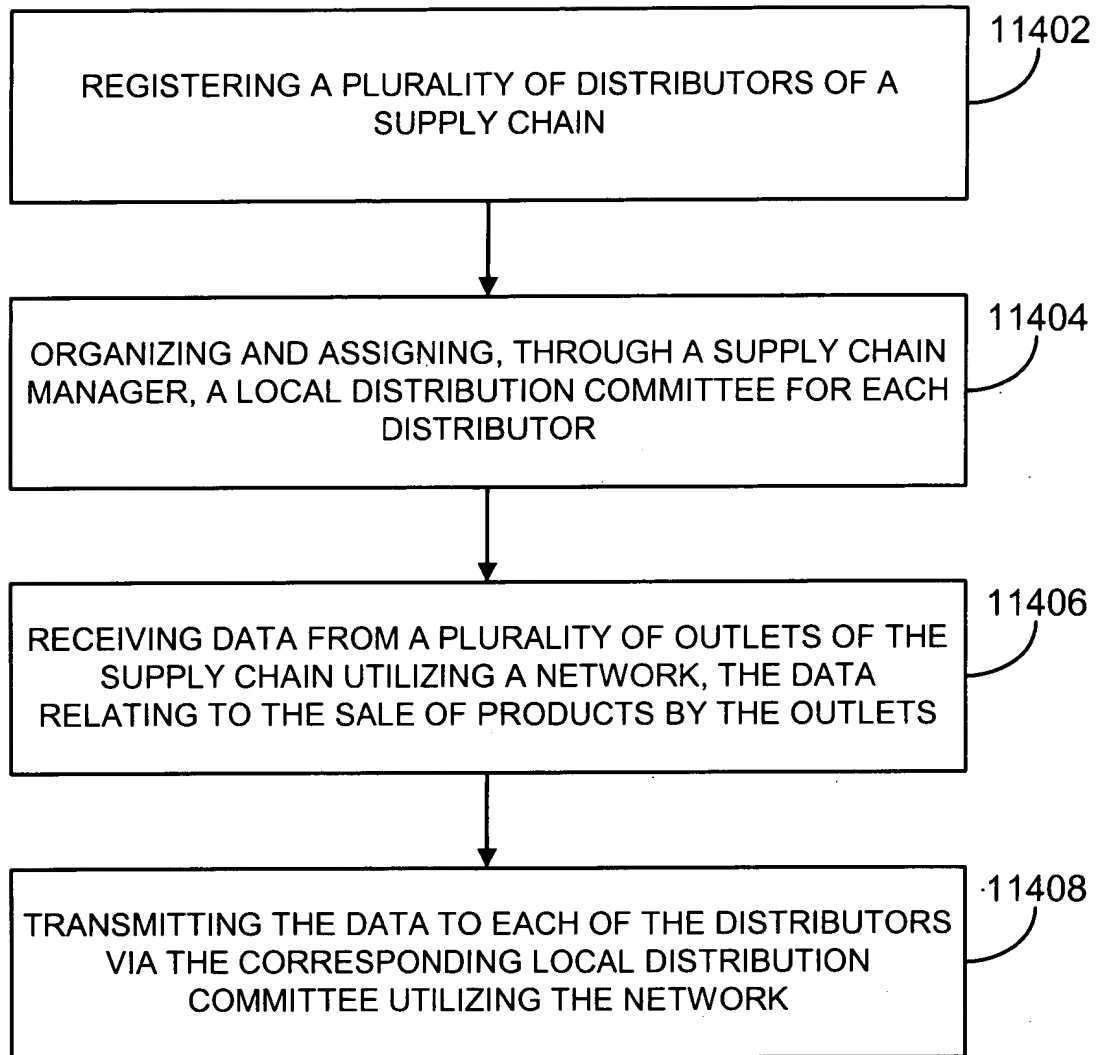 11402
REGISTERING A PLURALITY OF DISTRIBUTORS OF A
SUPPLY CHAIN
11404
ORGANIZING AND ASSIGNING, THROUGH A SUPPLY CHAIN
MANAGER, A LOCAL DISTRIBUTION COMMITTEE FOR EACH
DISTRIBUTOR
11406
RECEIVING DATA FROM A PLURALITY OF OUTLETS OF THE
SUPPLY CHAIN UTILIZING A NETWORK, THE DATA
RELATING TO THE SALE OF PRODUCTS BY THE OUTLETS
11408
TRANSMITTING THE DATA TO EACH OF THE DISTRIBUTORS
VIA THE CORRESPONDING LOCAL DISTRIBUTION
COMMITTEE UTILIZING THE NETWORK